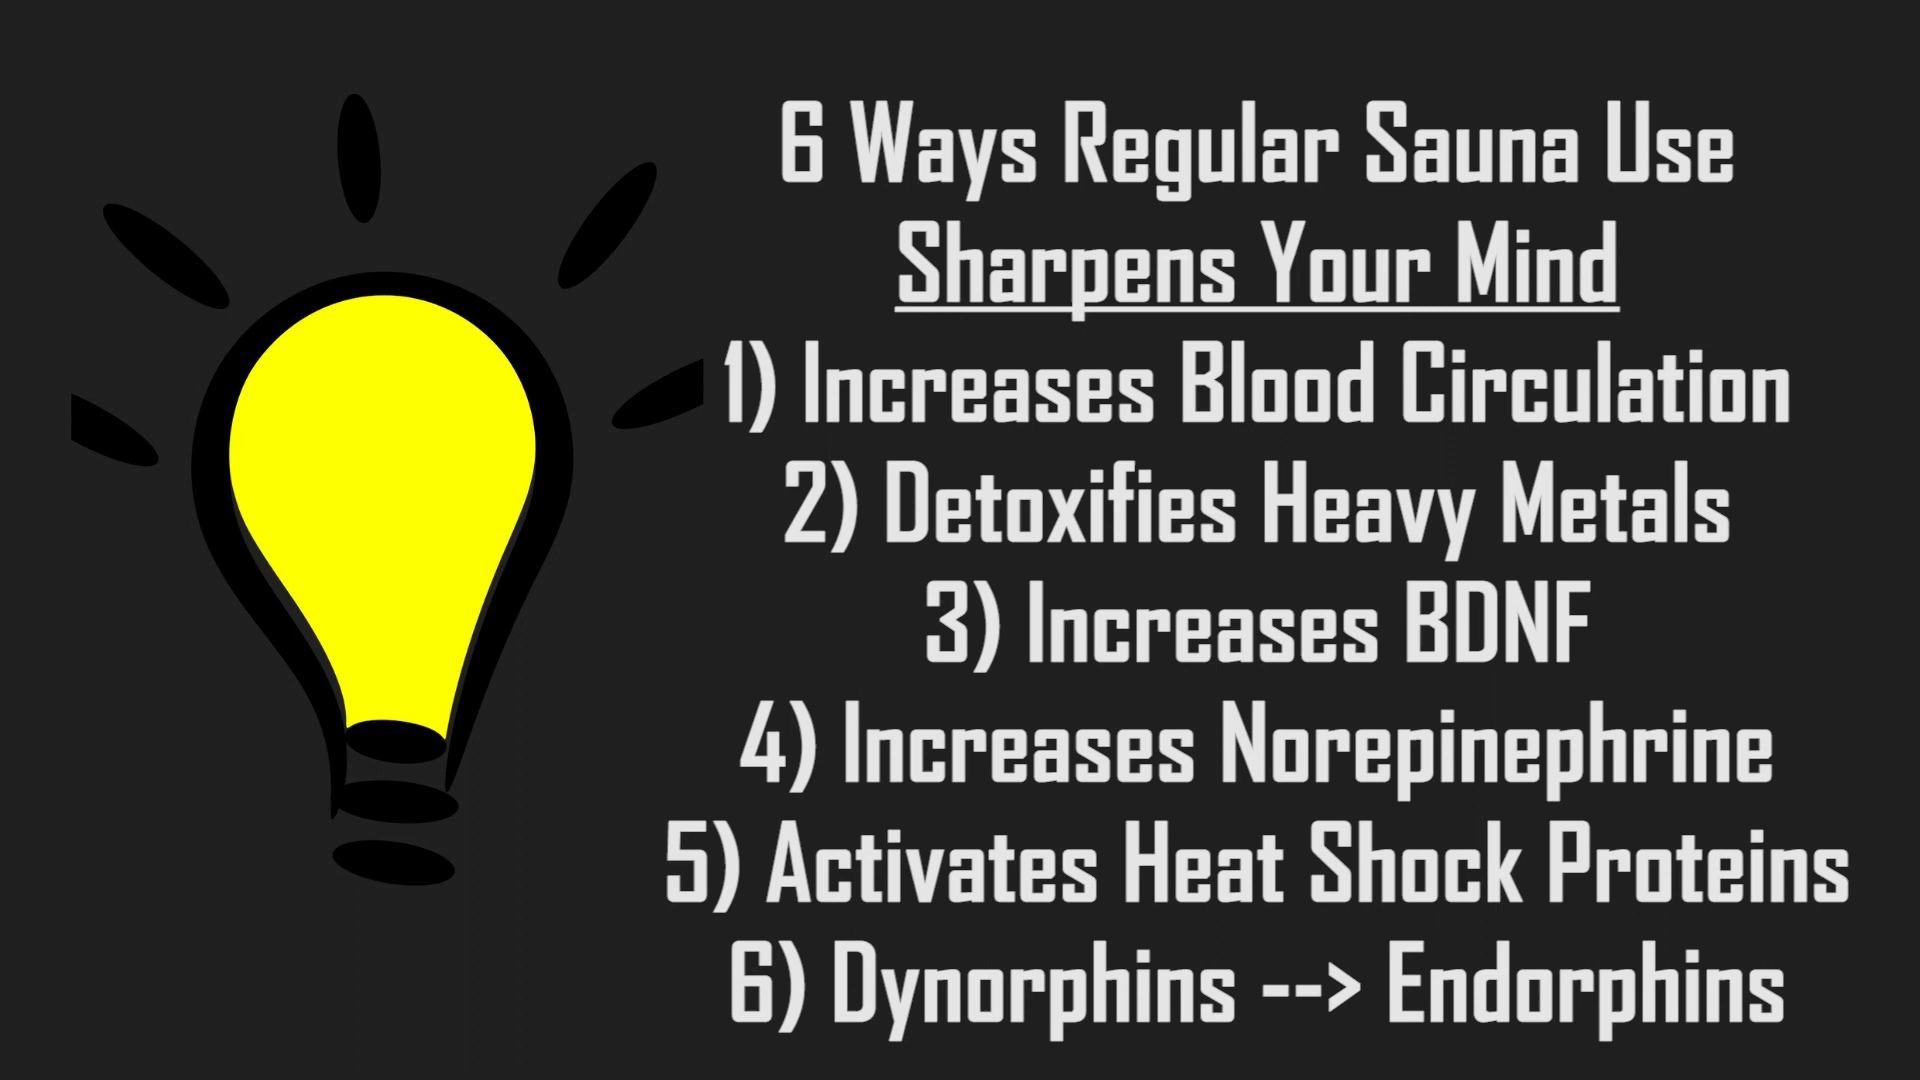 6 Ways Regular Sauna Use
Sharpens Your Mind
1) Increases Blood Circulation
2) Detoxifies Heavy Metals
3) Increases BDNF
4) Increases Norepinephrine
5) Activates Heat Shock Proteins
6) Dynorphins --> Endorphins